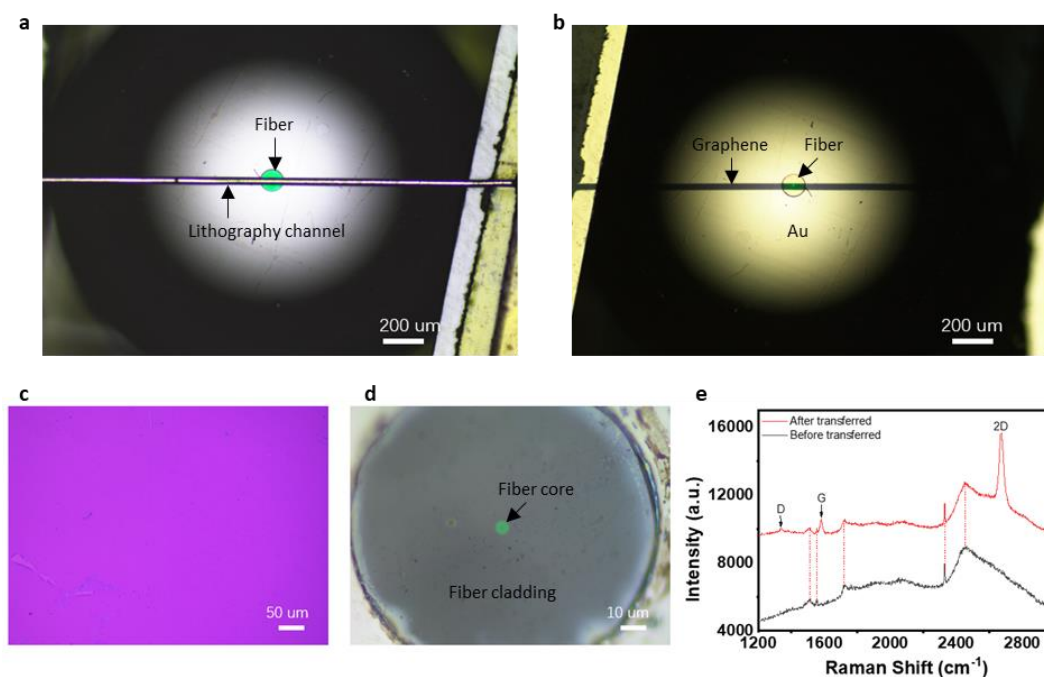 a
Fiber
Lithography channel
200 um
b
Graphene
Fiber
Au
200 um
c
50 um
d
Fiber core
Fiber cladding
10 um
e
After transferred
Before transferred
2D
D
G
16000
12000
8000
4000
Intensity (a.u.)
1200 1600 2000 2400 2800
Raman Shift (cm⁻¹)